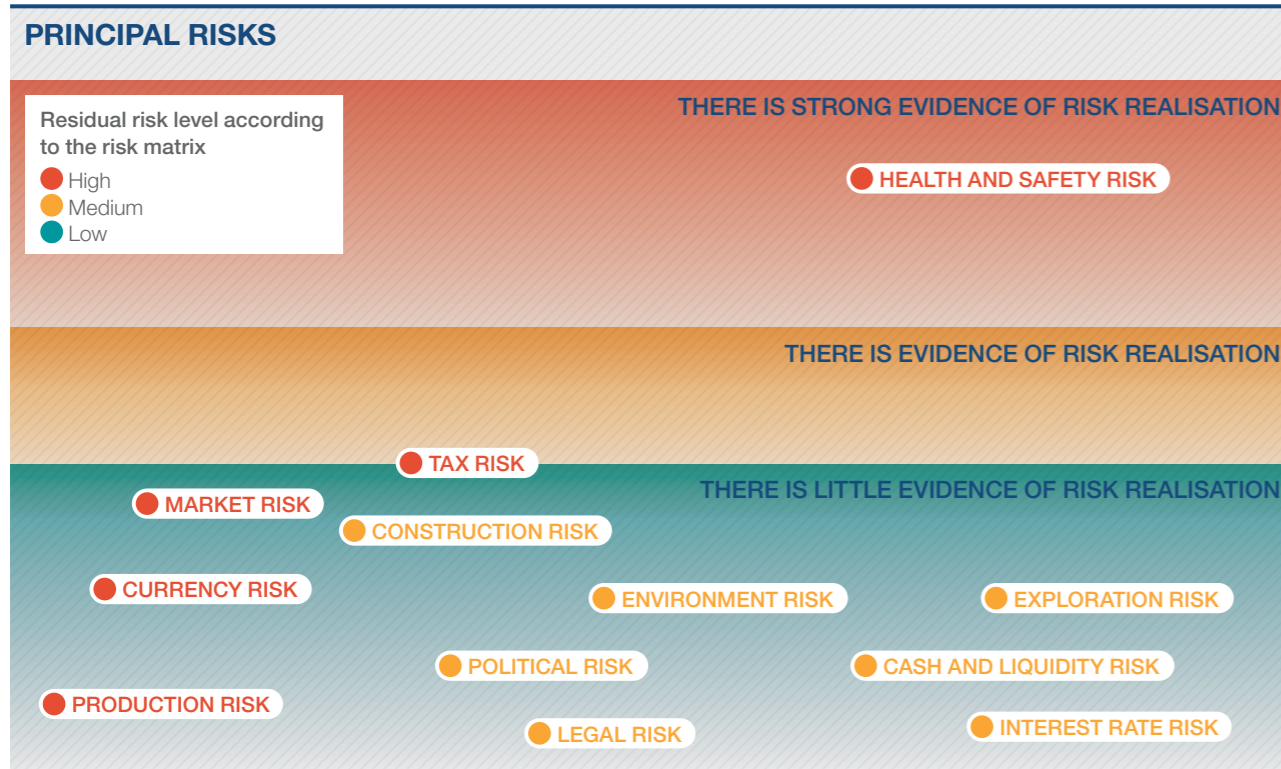 PRINCIPAL RISKS
THERE IS STRONG EVIDENCE OF RISK REALISATION
Residual risk level according
to the risk matrix
High
Medium
Low
HEALTH AND SAFETY RISK
THERE IS EVIDENCE OF RISK REALISATION
TAX RISK
THERE IS LITTLE EVIDENCE OF RISK REALISATION
MARKET RISK
CONSTRUCTION RISK
CURRENCY RISK
ENVIRONMENT RISK
EXPLORATION RISK
POLITICAL RISK
CASH AND LIQUIDITY RISK
PRODUCTION RISK
LEGAL RISK
INTEREST RATE RISK